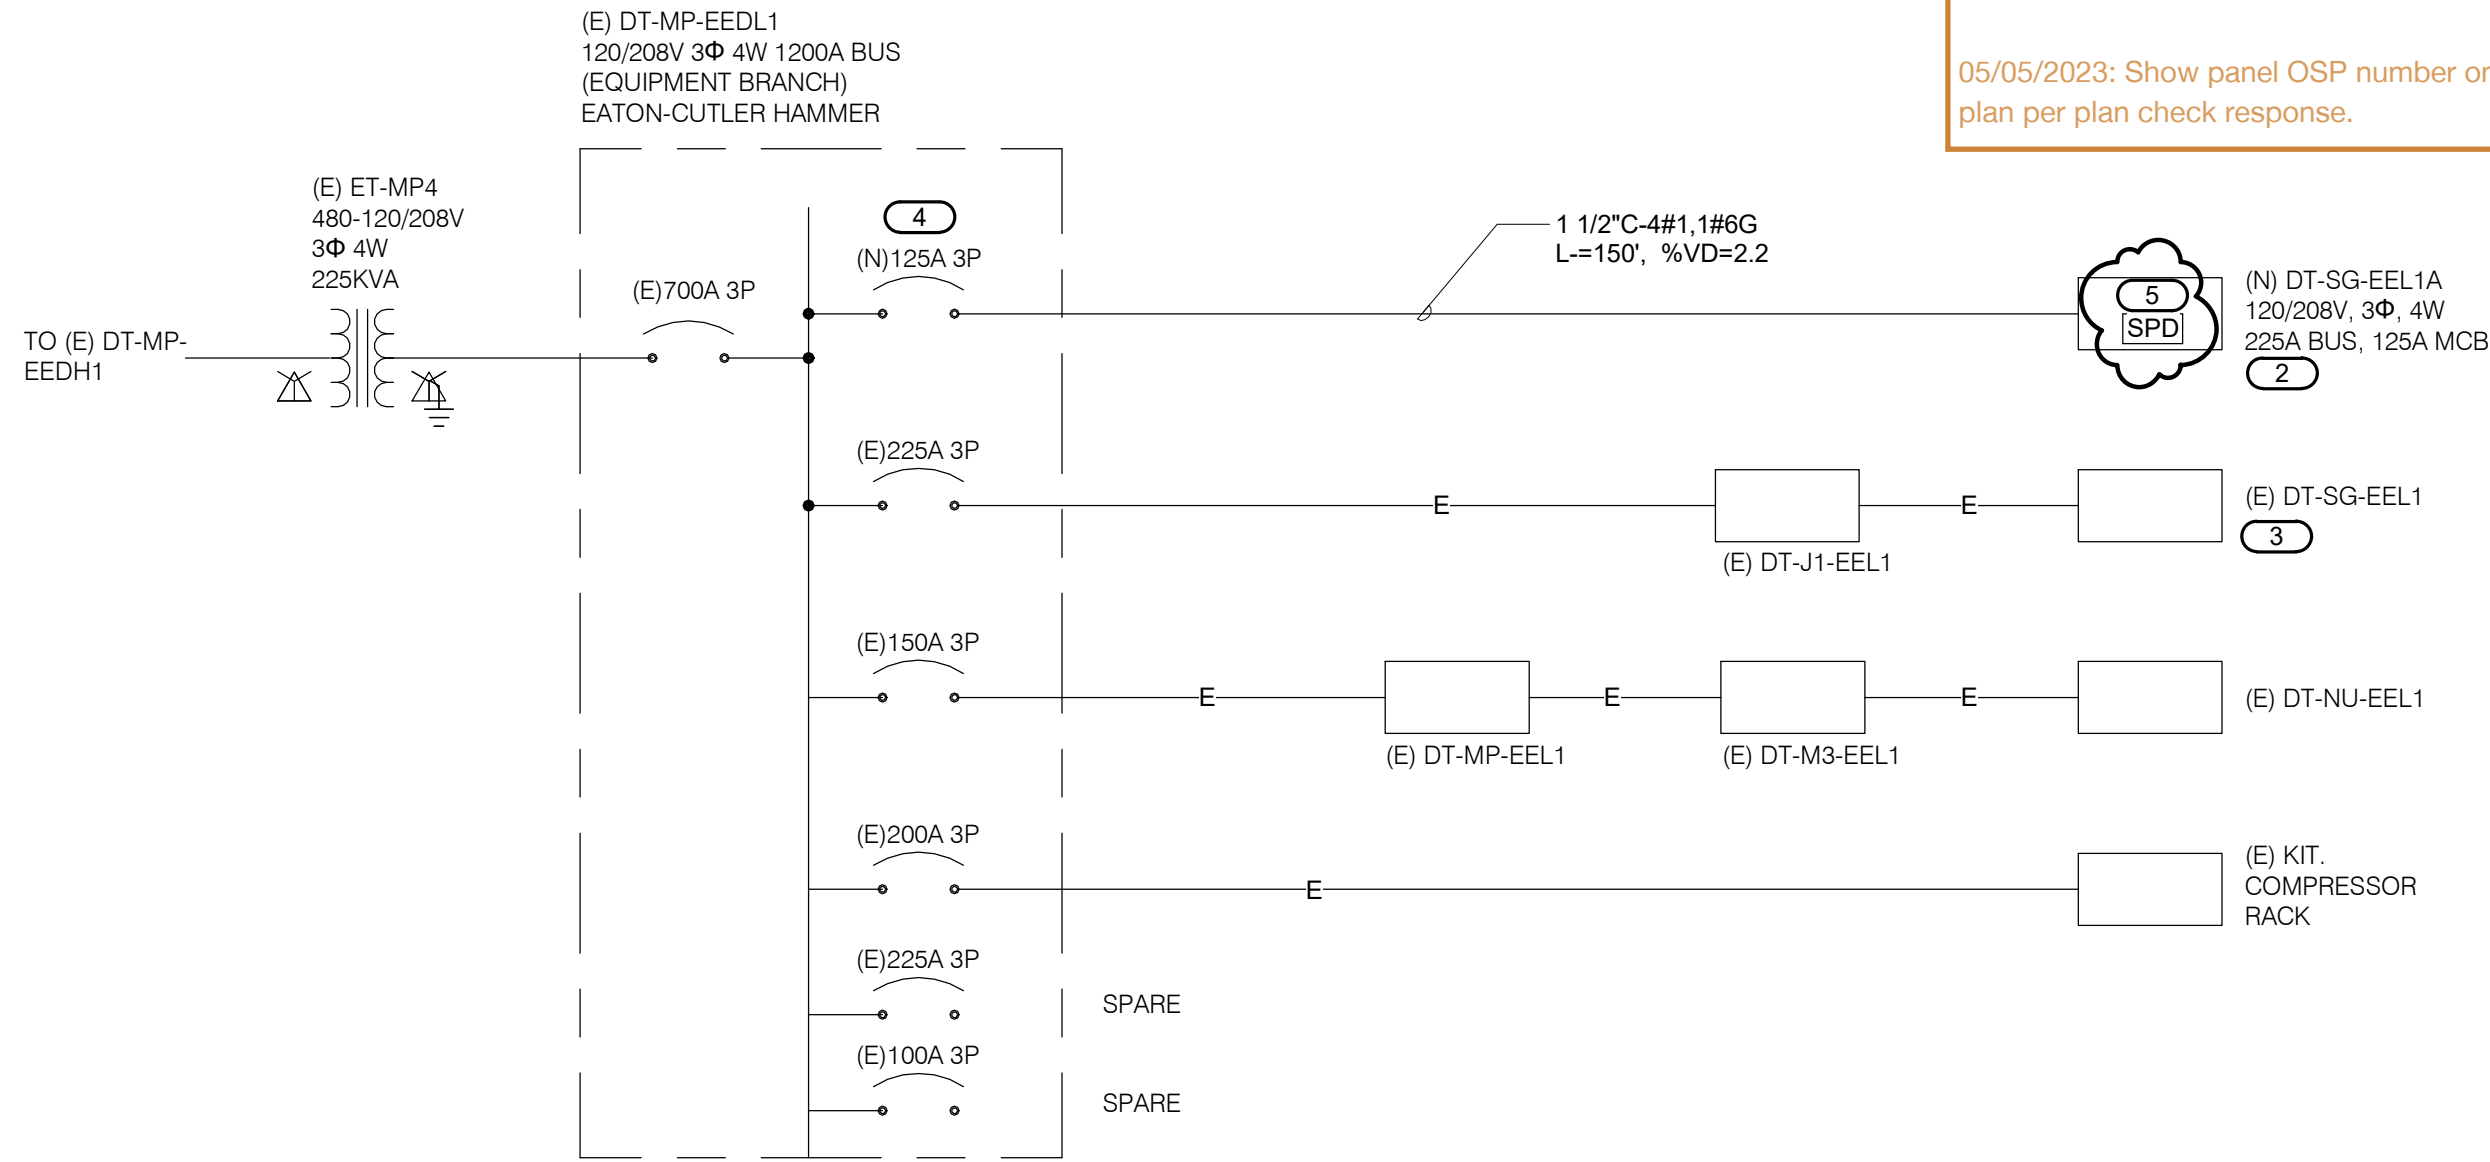 (E) DT-MP-EEDL1
120/208V 3Φ 4W 1200A BUS
(EQUIPMENT BRANCH)
EATON-CUTLER HAMMER
05/05/2023: Show panel OSP number on
plan per plan check response.
(E) ET-MP4
480-120/208V
3Φ 4W
225KVA
TO (E) DT-MP-
EEDH1
(E)700A 3P
4
(N)125A 3P
1 1/2"C-4#1,1#6G
L-=150', %VD=2.2
5
SPD
(N) DT-SG-EEL1A
120/208V, 3Φ, 4W
225A BUS, 125A MCB
2
(E)225A 3P
E
E
(E) DT-J1-EEL1
(E) DT-SG-EEL1
3
(E)150A 3P
E
E
E
(E) DT-MP-EEL1
(E) DT-M3-EEL1
(E) DT-NU-EEL1
(E)200A 3P
E
(E) KIT.
COMPRESSOR
RACK
(E)225A 3P
SPARE
(E)100A 3P
SPARE